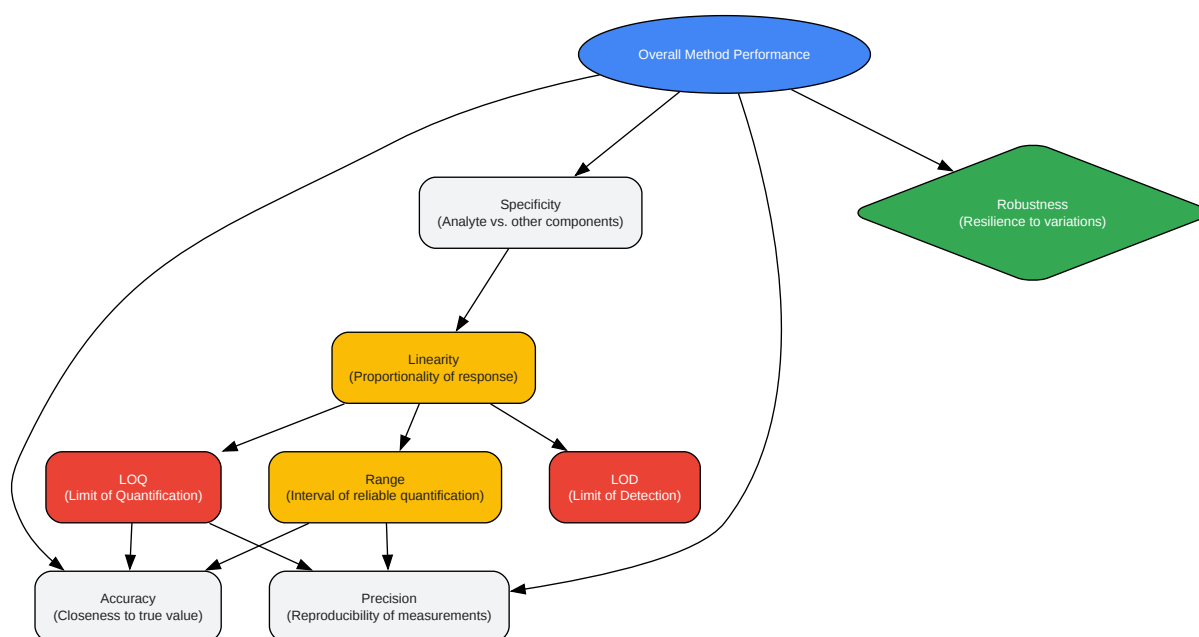 Overall Method Performance
Specificity
(Analyte vs. other components)
Robustness
(Resilience to variations)
Linearity
(Proportionality of response)
LOQ
(Limit of Quantification)
Range
(Interval of reliable quantification)
LOD
(Limit of Detection)
Accuracy
(Closeness to true value)
Precision
(Reproducibility of measurements)